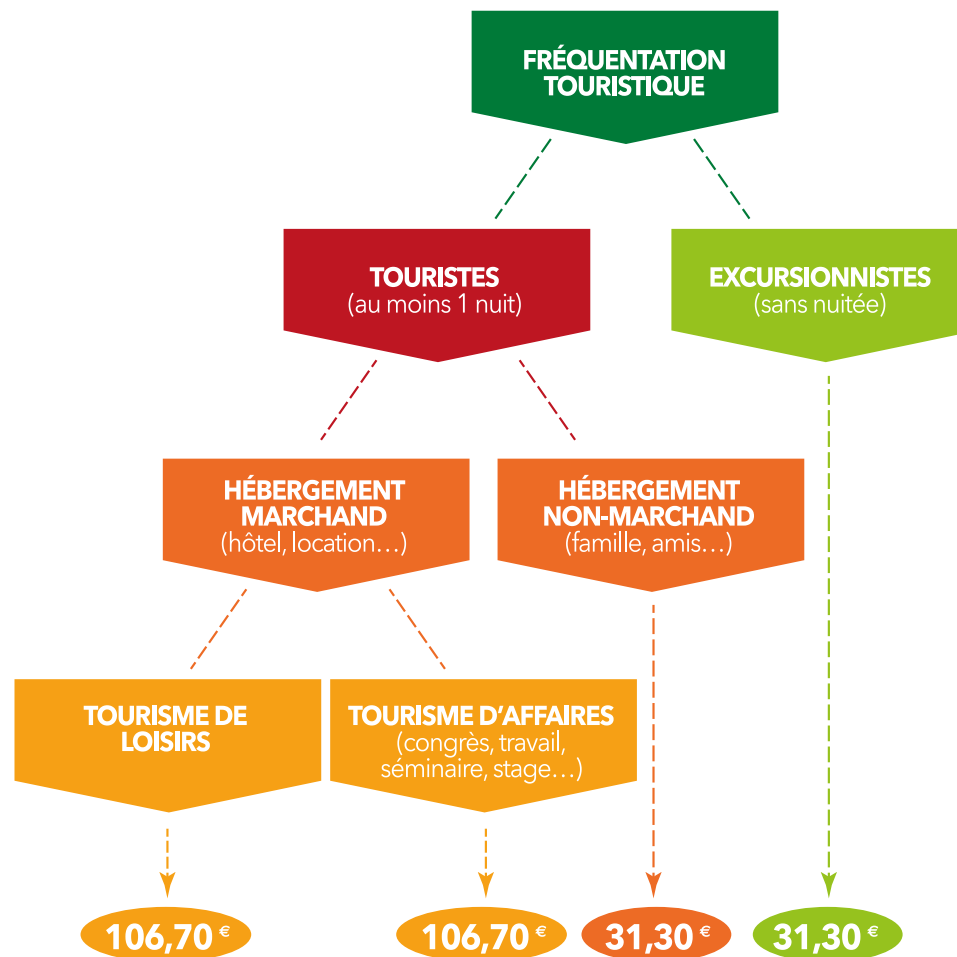 FRÉQUENTATION
TOURISTIQUE
TOURISTES
(au moins 1 nuit)
EXCURSIONNISTES
(sans nuitée)
HÉBERGEMENT
MARCHAND
(hôtel, location…)
HÉBERGEMENT
NON-MARCHAND
(famille, amis…)
TOURISME DE
LOISIRS
TOURISME D'AFFAIRES
(congrès, travail,
séminaire, stage…)
106,70 €
106,70 €
31,30 €
31,30 €